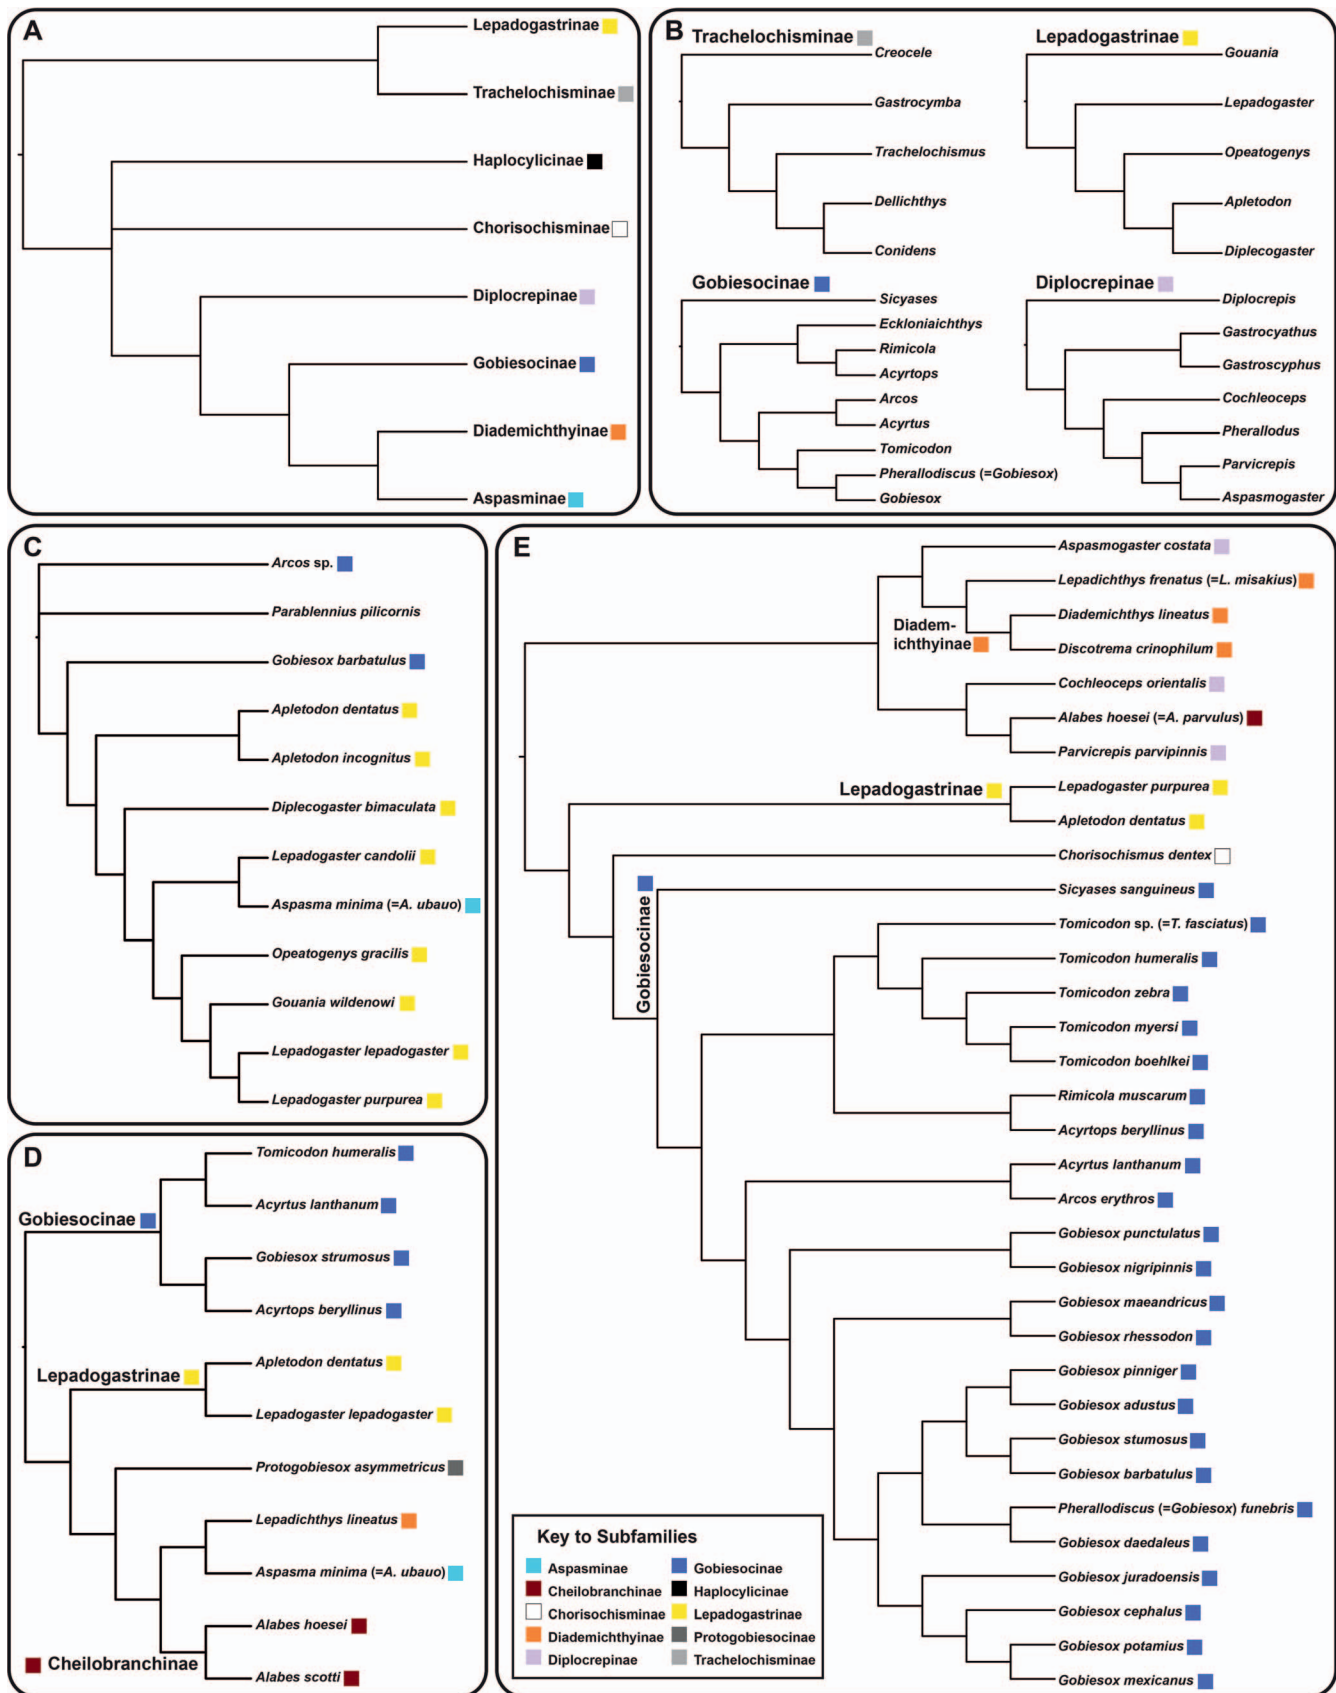 A
Lepadogastrinae
Trachelochisminae
Haplocylicinae
Chorisochisminae
Diplocrepinae
Gobiesocinae
Diademichthyinae
Aspasminae
B
Trachelochisminae
Creocele
Gastrocymba
Trachelochismus
Dellichthys
Conidens
Lepadogastrinae
Gouania
Lepadogaster
Opeatogenys
Apletodon
Diplecogaster
Gobiesocinae
Sicyases
Eckloniaichthys
Rimicola
Acyrtops
Arcos
Acyrtus
Tomicodon
Pherallodiscus (=Gobiesox)
Gobiesox
Diplocrepinae
Diplocrepis
Gastrocyathus
Gastroscyphus
Cochleoceps
Pherallodus
Parvicrepis
Aspasmogaster
C
Arcos sp.
Parablennius pilicornis
Gobiesox barbatulus
Apletodon dentatus
Apletodon incognitus
Diplecogaster bimaculata
Lepadogaster candolii
Aspasma minima (=A. ubauo)
Opeatogenys gracilis
Gouania wildenowi
Lepadogaster lepadogaster
Lepadogaster purpurea
D
Tomicodon humeralis
Acyrtus lanthanum
Gobiesocinae
Gobiesox strumosus
Acyrtops beryllinus
Apletodon dentatus
Lepadogastrinae
Lepadogaster lepadogaster
Protogobiesox asymmetricus
Lepadichthys lineatus
Aspasma minima (=A. ubauo)
Alabes hoesei
Cheilobranchinae
Alabes scotti
E
Aspasmogaster costata
Lepadichthys frenatus (=L. misakius)
Diadem-
ichthyinae
Diademichthys lineatus
Discotrema crinophilum
Cochleoceps orientalis
Alabes hoesei (=A. parvulus)
Parvicrepis parvipinnis
Lepadogastrinae
Lepadogaster purpurea
Apletodon dentatus
Chorisochismus dentex
Gobiesocinae
Sicyases sanguineus
Tomicodon sp. (=T. fasciatus)
Tomicodon humeralis
Tomicodon zebra
Tomicodon myersi
Tomicodon boehlkei
Rimicola muscarum
Acyrtops beryllinus
Acyrtus lanthanum
Arcos erythros
Gobiesox punctulatus
Gobiesox nigripinnis
Gobiesox maeandricus
Gobiesox rhessodon
Gobiesox pinniger
Gobiesox adustus
Gobiesox stumosus
Gobiesox barbatulus
Pherallodiscus (=Gobiesox) funebris
Gobiesox daedaleus
Gobiesox juradoensis
Gobiesox cephalus
Gobiesox potamius
Gobiesox mexicanus
Key to Subfamilies
Aspasminae
Cheilobranchinae
Chorisochisminae
Diademichthyinae
Diplocrepinae
Gobiesocinae
Haplocylicinae
Lepadogastrinae
Protogobiesocinae
Trachelochisminae